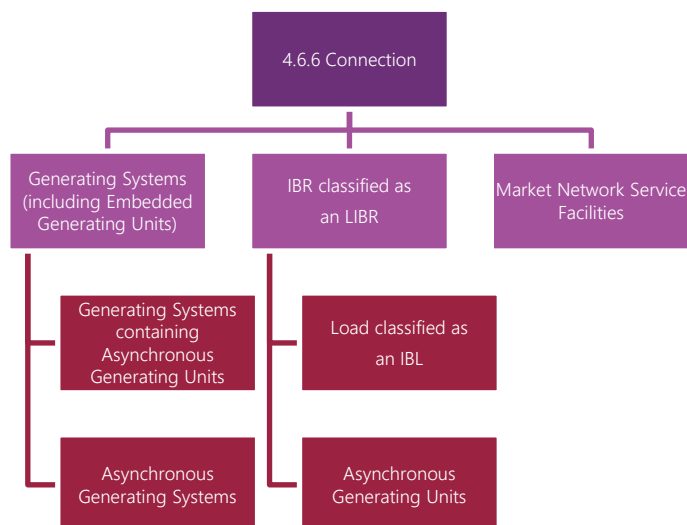 4.6.6 Connection
Generating Systems
(including Embedded
Generating Units)
IBR classified as
an LIBR
Market Network Service
Facilities
Generating Systems
containing
Asynchronous
Generating Units
Load classified as
an IBL
Asynchronous
Generating Systems
Asynchronous
Generating Units